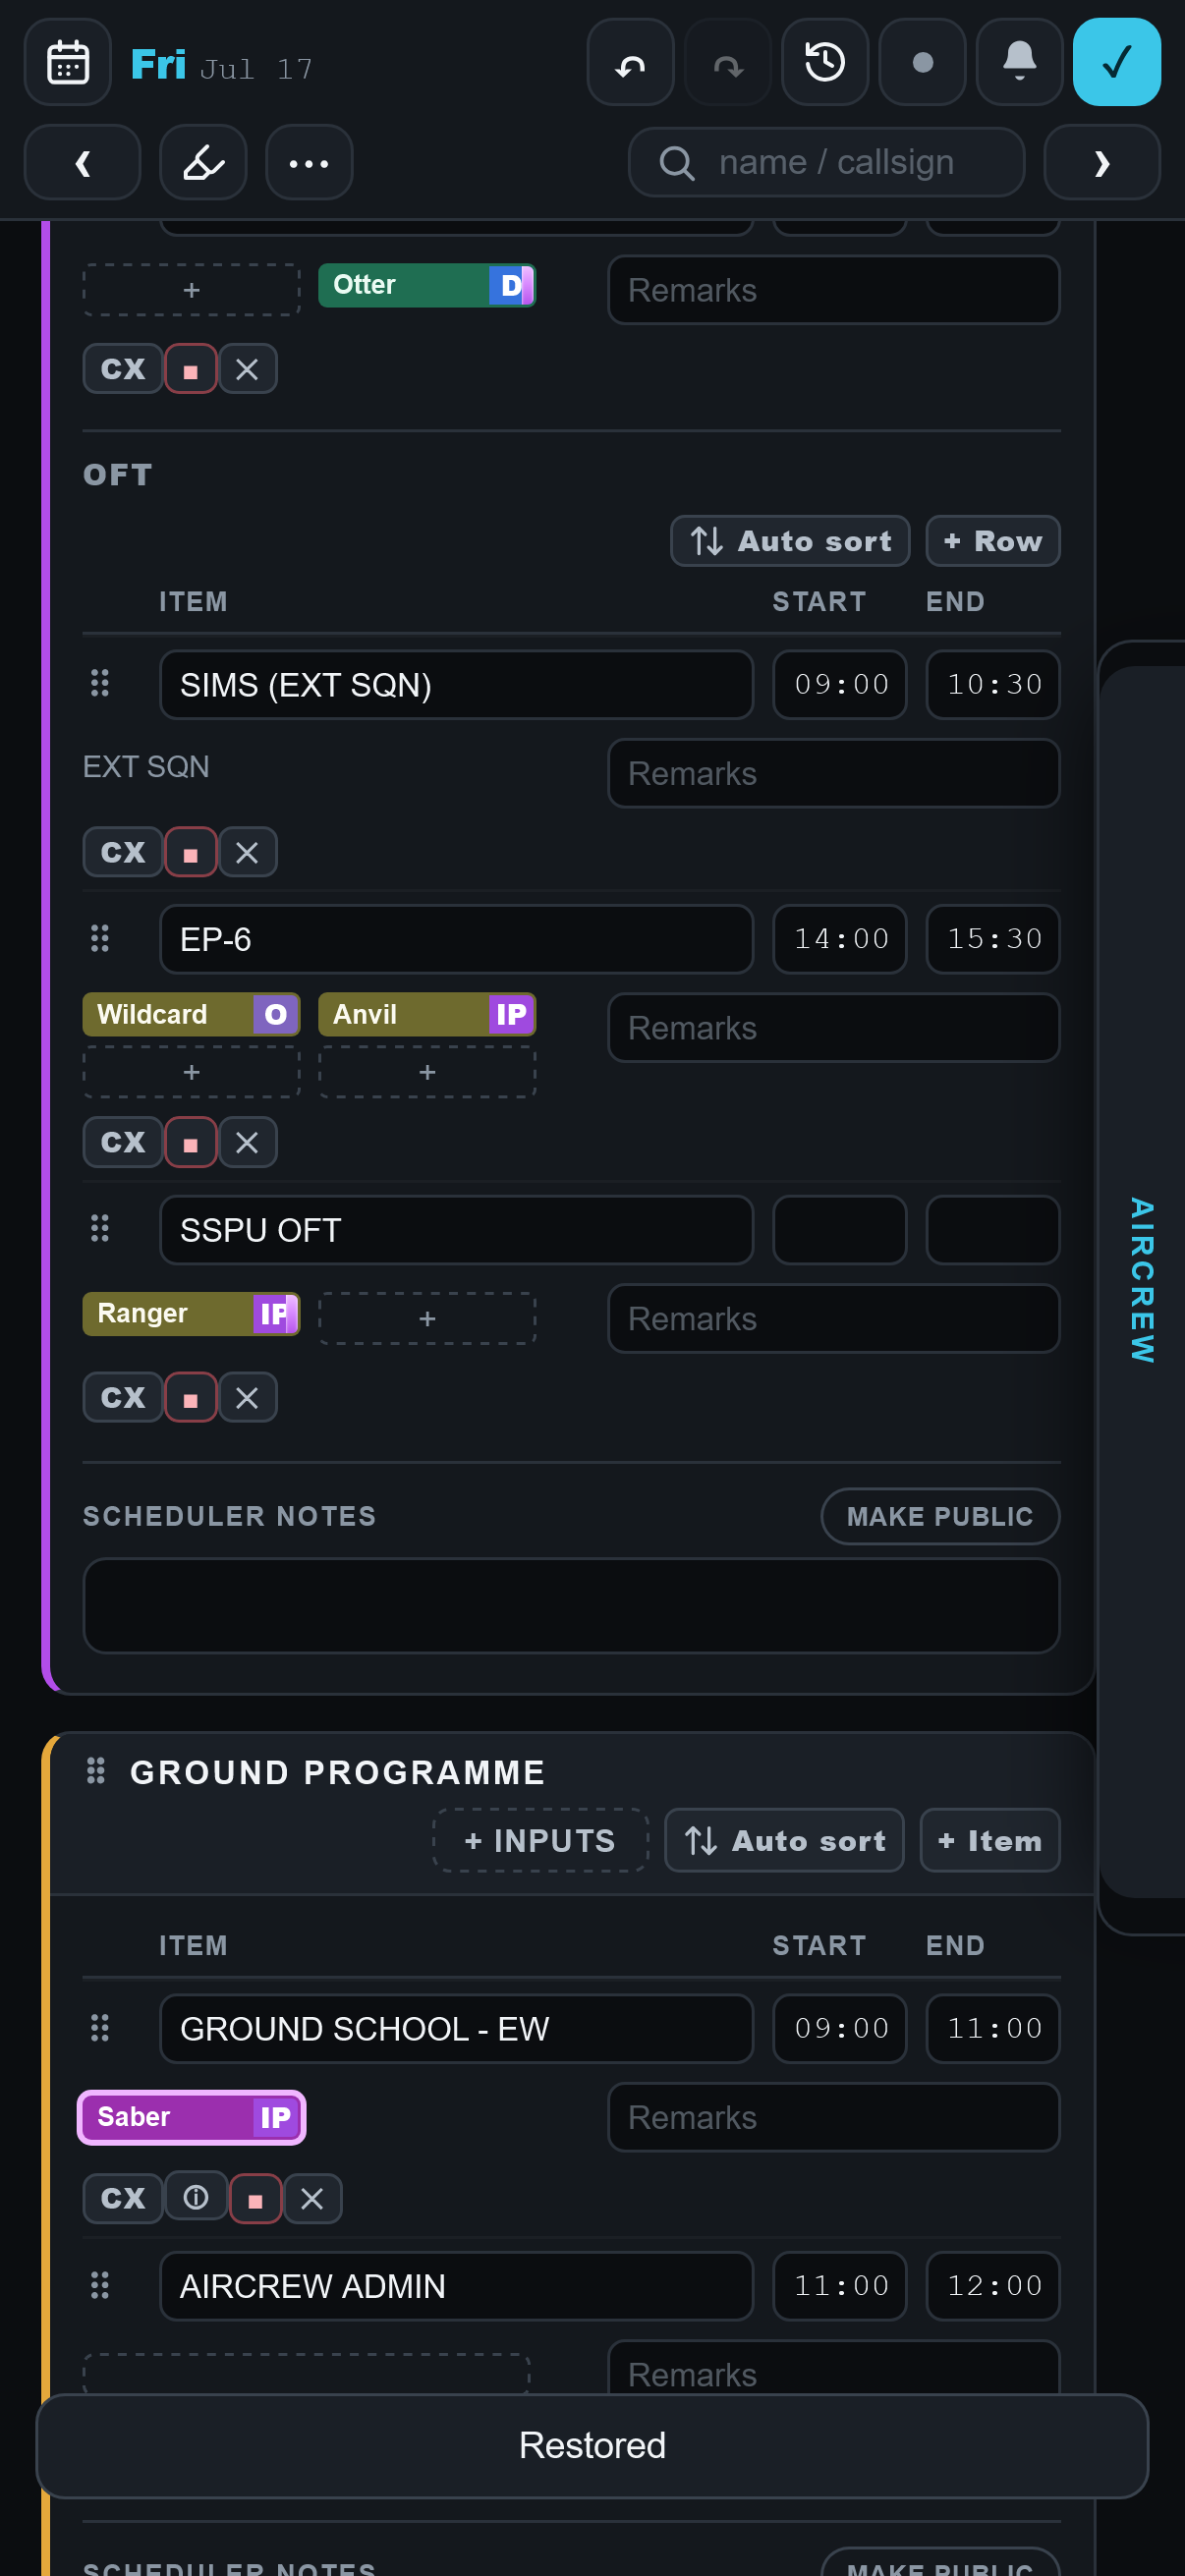 Fri Jul 17
name / callsign
+ Otter D Remarks
CX
OFT
Auto sort + Row
ITEM START END
SIMS (EXT SQN) 09:00 10:30
EXT SQN Remarks
CX
EP-6 14:00 15:30
Wildcard O Anvil IP Remarks
+ +
CX
SSPU OFT
Ranger IP + Remarks
CX
AIRCREW
SCHEDULER NOTES MAKE PUBLIC
GROUND PROGRAMME
+ INPUTS Auto sort + Item
ITEM START END
GROUND SCHOOL - EW 09:00 11:00
Saber IP Remarks
CX
AIRCREW ADMIN 11:00 12:00
Remarks
Restored
SCHEDULER NOTES MAKE PUBLIC